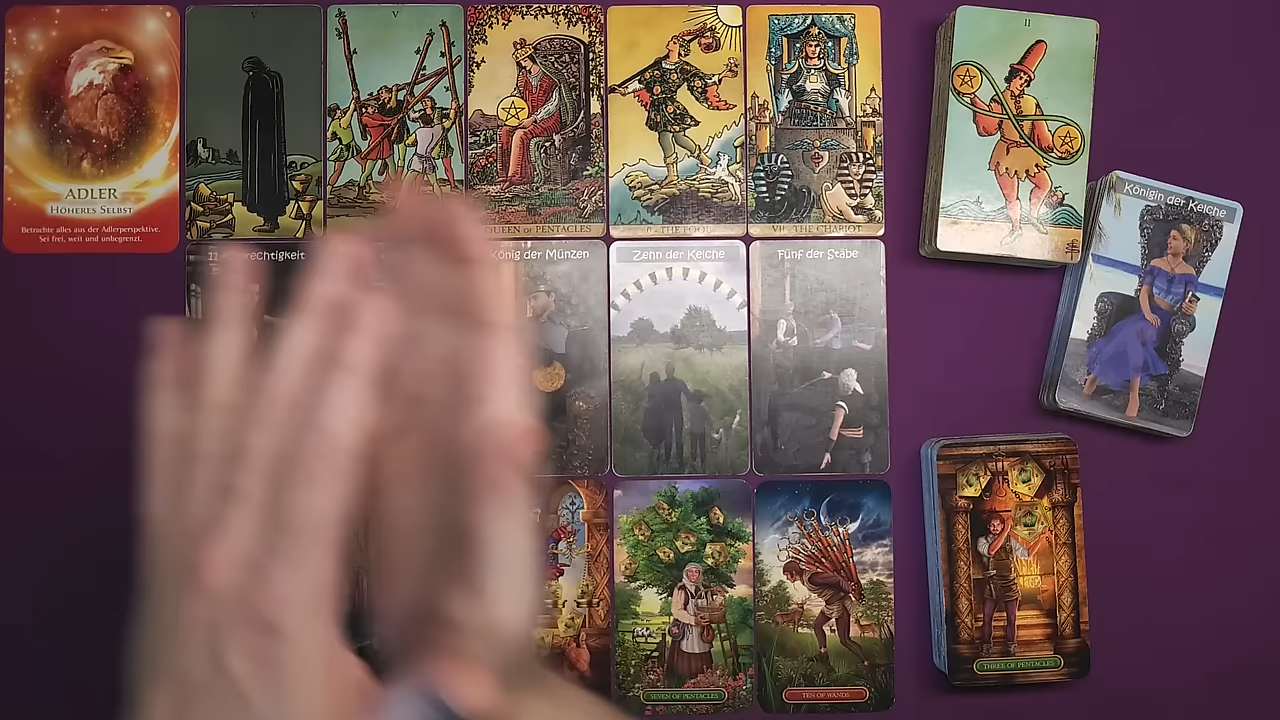 ADLER
HÖHERES SELBST
Betrachte alles aus der Adlerperspektive.
Sei frei, weit und unbegrenzt.
V
V
QUEEN OF PENTACLES
0 THE FOOL
VII THE CHARIOT
II
Königin der Kelche
11
König der Münzen
Zehn der Kelche
Fünf der Stäbe
SEVEN OF PENTACLES
TEN OF WANDS
THREE OF PENTACLES